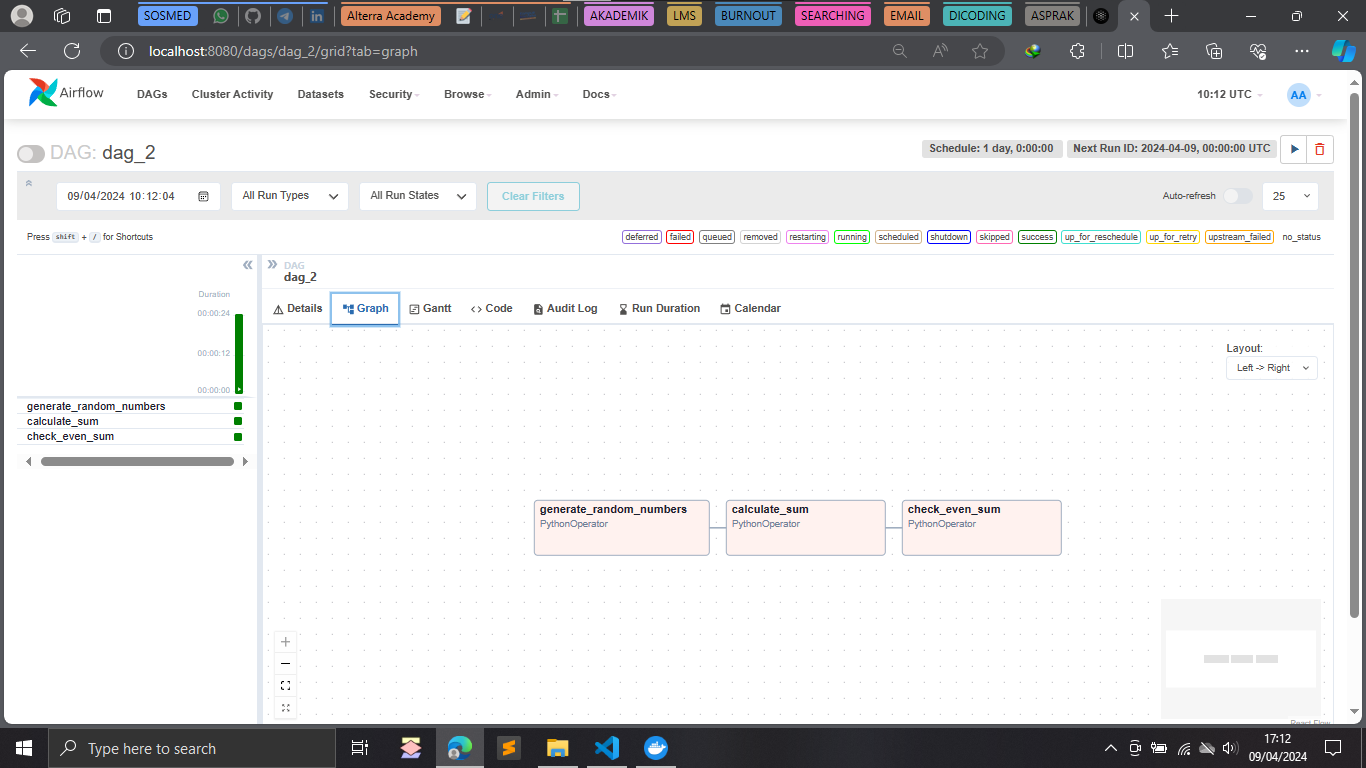 SOSMED
Alterra Academy
AKADEMIK
LMS
BURNOUT
SEARCHING
EMAIL
DICODING
ASPRAK
localhost:8080/dags/dag_2/grid?tab=graph
Airflow
DAGs
Cluster Activity
Datasets
Security
Browse
Admin
Docs
10:12 UTC
AA
DAG: dag_2
Schedule: 1 day, 0:00:00
Next Run ID: 2024-04-09, 00:00:00 UTC
09/04/2024 10:12:04
All Run Types
All Run States
Clear Filters
Auto-refresh
25
Press shift + / for Shortcuts
deferred
failed
queued
removed
restarting
running
scheduled
shutdown
skipped
success
up_for_reschedule
up_for_retry
upstream_failed
no_status
Duration
00:00:24
00:00:12
00:00:00
generate_random_numbers
calculate_sum
check_even_sum
DAG
dag_2
Details
Graph
Gantt
Code
Audit Log
Run Duration
Calendar
Layout:
Left -> Right
generate_random_numbers
PythonOperator
calculate_sum
PythonOperator
check_even_sum
PythonOperator
React Flow
Type here to search
17:12
09/04/2024